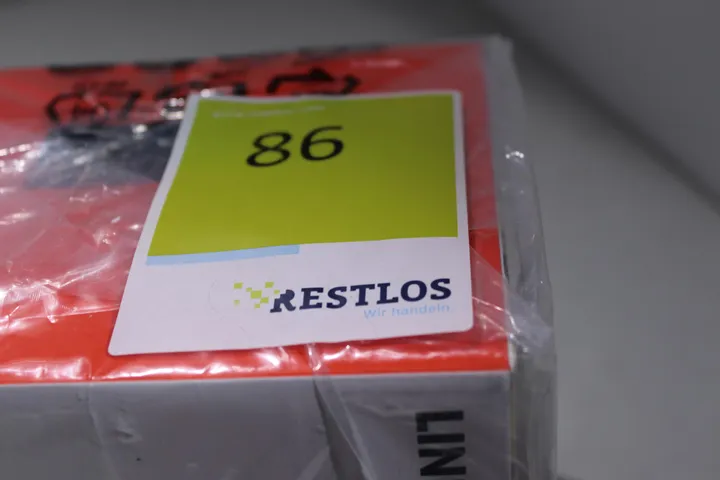 86
RESTLOS
Wir handeln
LIN